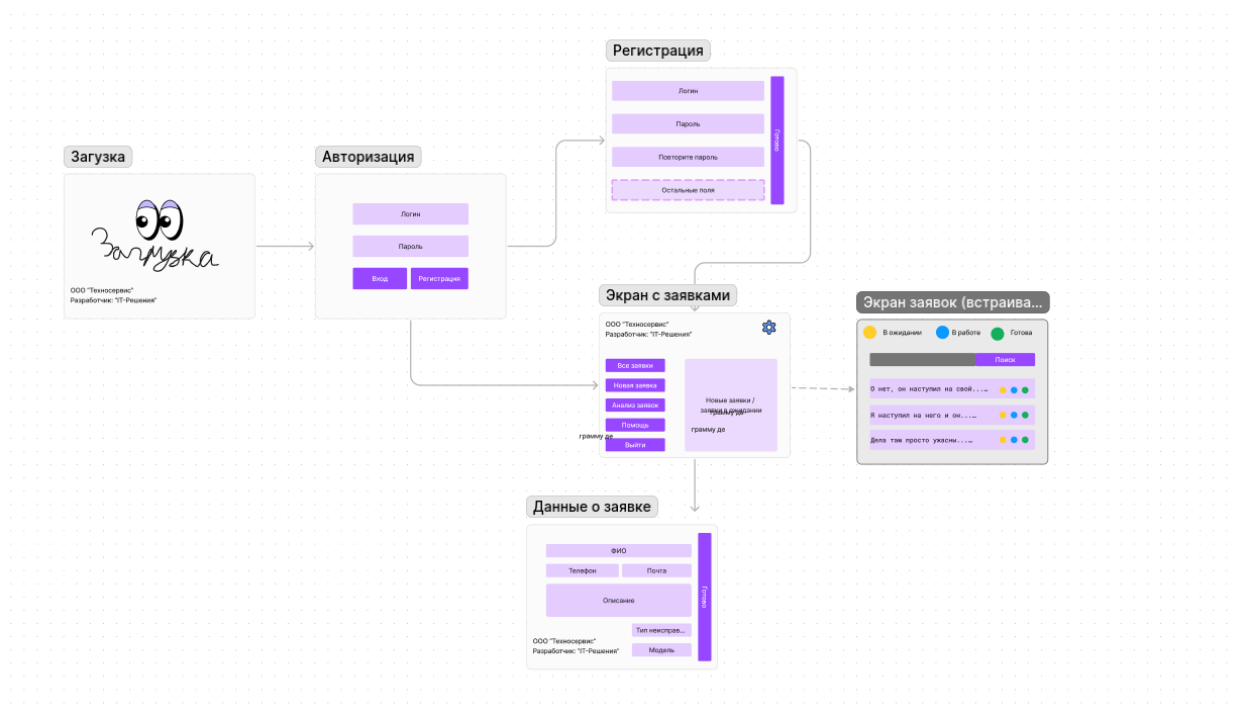 Загузка
Загрузка
ООО "Техносервис"
Разработчик: "IT-Решения"
Авторизация
Логин
Пароль
Вход
Регистрация
Регистрация
Логин
Пароль
Повторите пароль
Остальные поля
Готово
Экран с заявками
ООО "Техносервис"
Разработчик: "IT-Решения"
Все заявки
Новая заявка
Анализ заявок
Помощь
Выйти
грамму де
Новые заявки /
заявки в ожидании
грамму де
грамму де
Экран заявок (встраива...
В ожидании
В работе
Готова
Поиск
О нет, он наступил на свой...…
Я наступил на него и он...…
Дела там просто ужасны...…
Данные о заявке
ФИО
Телефон
Почта
Описание
Тип неисправ...
Модель
Готово
ООО "Техносервис"
Разработчик: "IT-Решения"